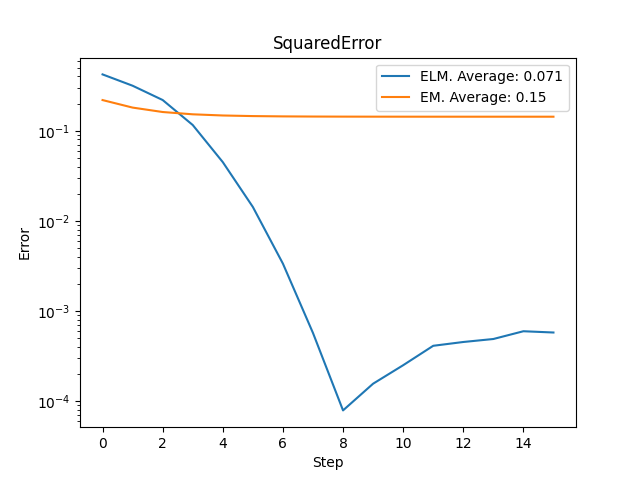 SquaredError
ELM. Average: 0.071
EM. Average: 0.15
Error
10⁻¹
10⁻²
10⁻³
10⁻⁴
0 2 4 6 8 10 12 14
Step